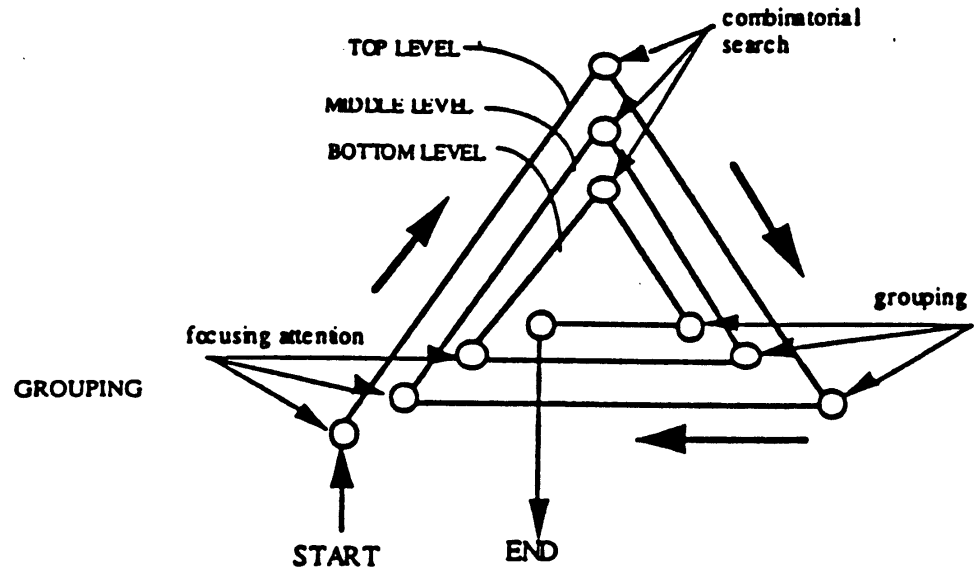 combinatorial
search
TOP LEVEL
MIDDLE LEVEL
BOTTOM LEVEL
grouping
focusing attention
GROUPING
START
END